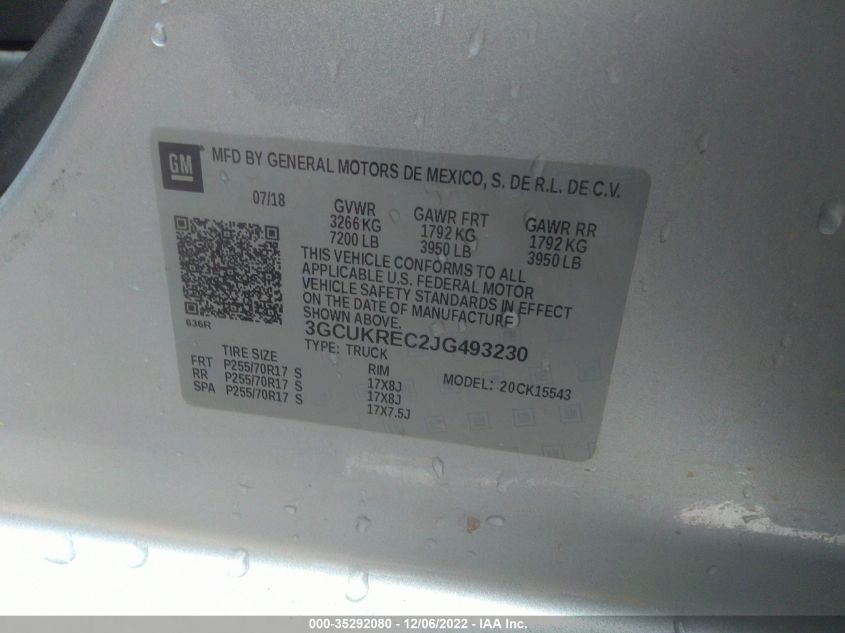 GM
MFD BY GENERAL MOTORS DE MEXICO, S. DE R.L. DE C.V.
07/18 GVWR GAWR FRT GAWR RR
3266 KG 1792 KG 1792 KG
7200 LB 3950 LB 3950 LB
THIS VEHICLE CONFORMS TO ALL
APPLICABLE U.S. FEDERAL MOTOR
VEHICLE SAFETY STANDARDS IN EFFECT
ON THE DATE OF MANUFACTURE
SHOWN ABOVE.
636R
3GCUKREC2JG493230
TYPE: TRUCK
TIRE SIZE RIM
FRT P255/70R17 S 17X8J
RR P255/70R17 S 17X8J
SPA P255/70R17 S 17X7.5J
MODEL: 20CK15543
000-35292080 - 12/06/2022 - IAA Inc.